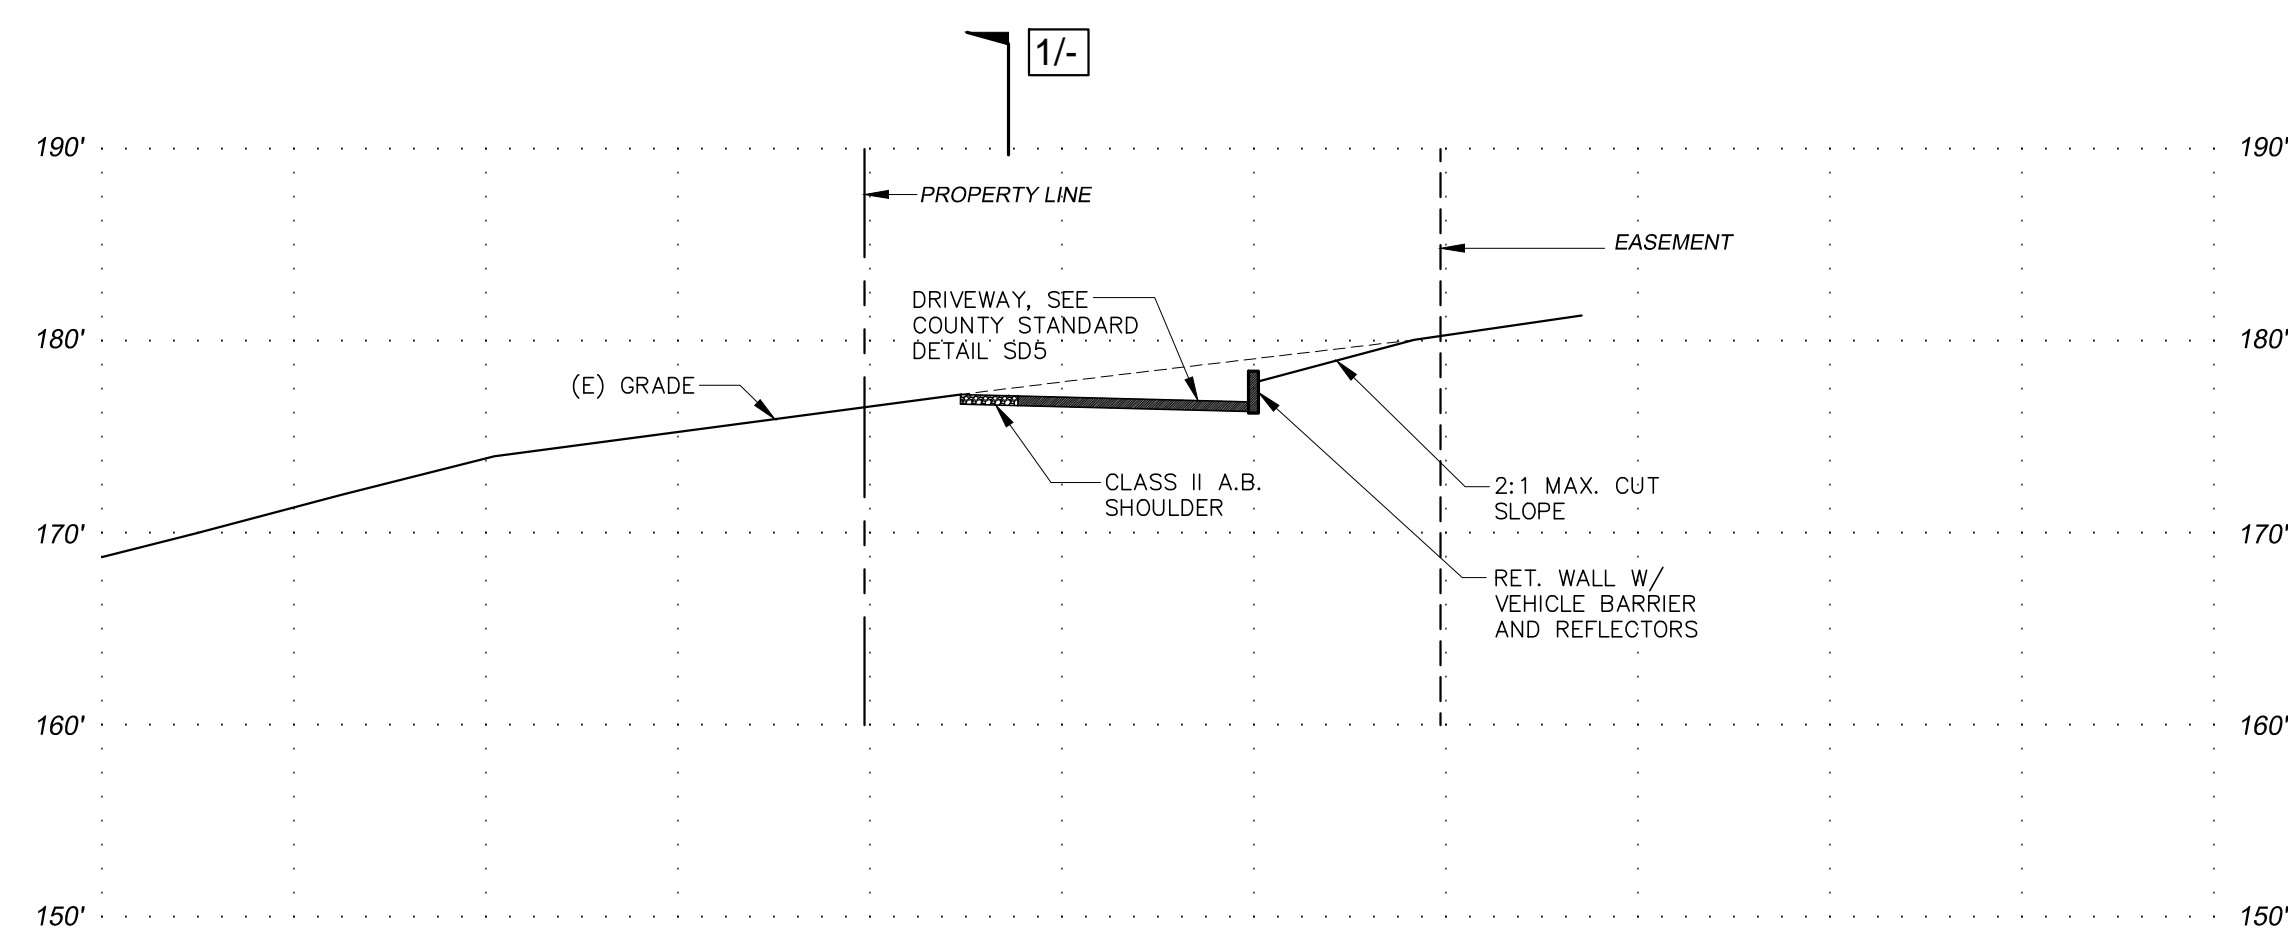 1/-
190' 190'
PROPERTY LINE
EASEMENT
DRIVEWAY, SEE
COUNTY STANDARD
DETAIL SD5
180' 180'
(E) GRADE
CLASS II A.B.
SHOULDER
2:1 MAX. CUT
SLOPE
170' 170'
RET. WALL W/
VEHICLE BARRIER
AND REFLECTORS
160' 160'
150' 150'